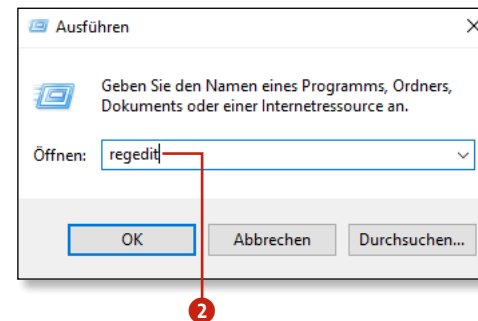 Ausführen
Geben Sie den Namen eines Programms, Ordners,
Dokuments oder einer Internetressource an.
Öffnen: regedit
OK Abbrechen Durchsuchen...
2